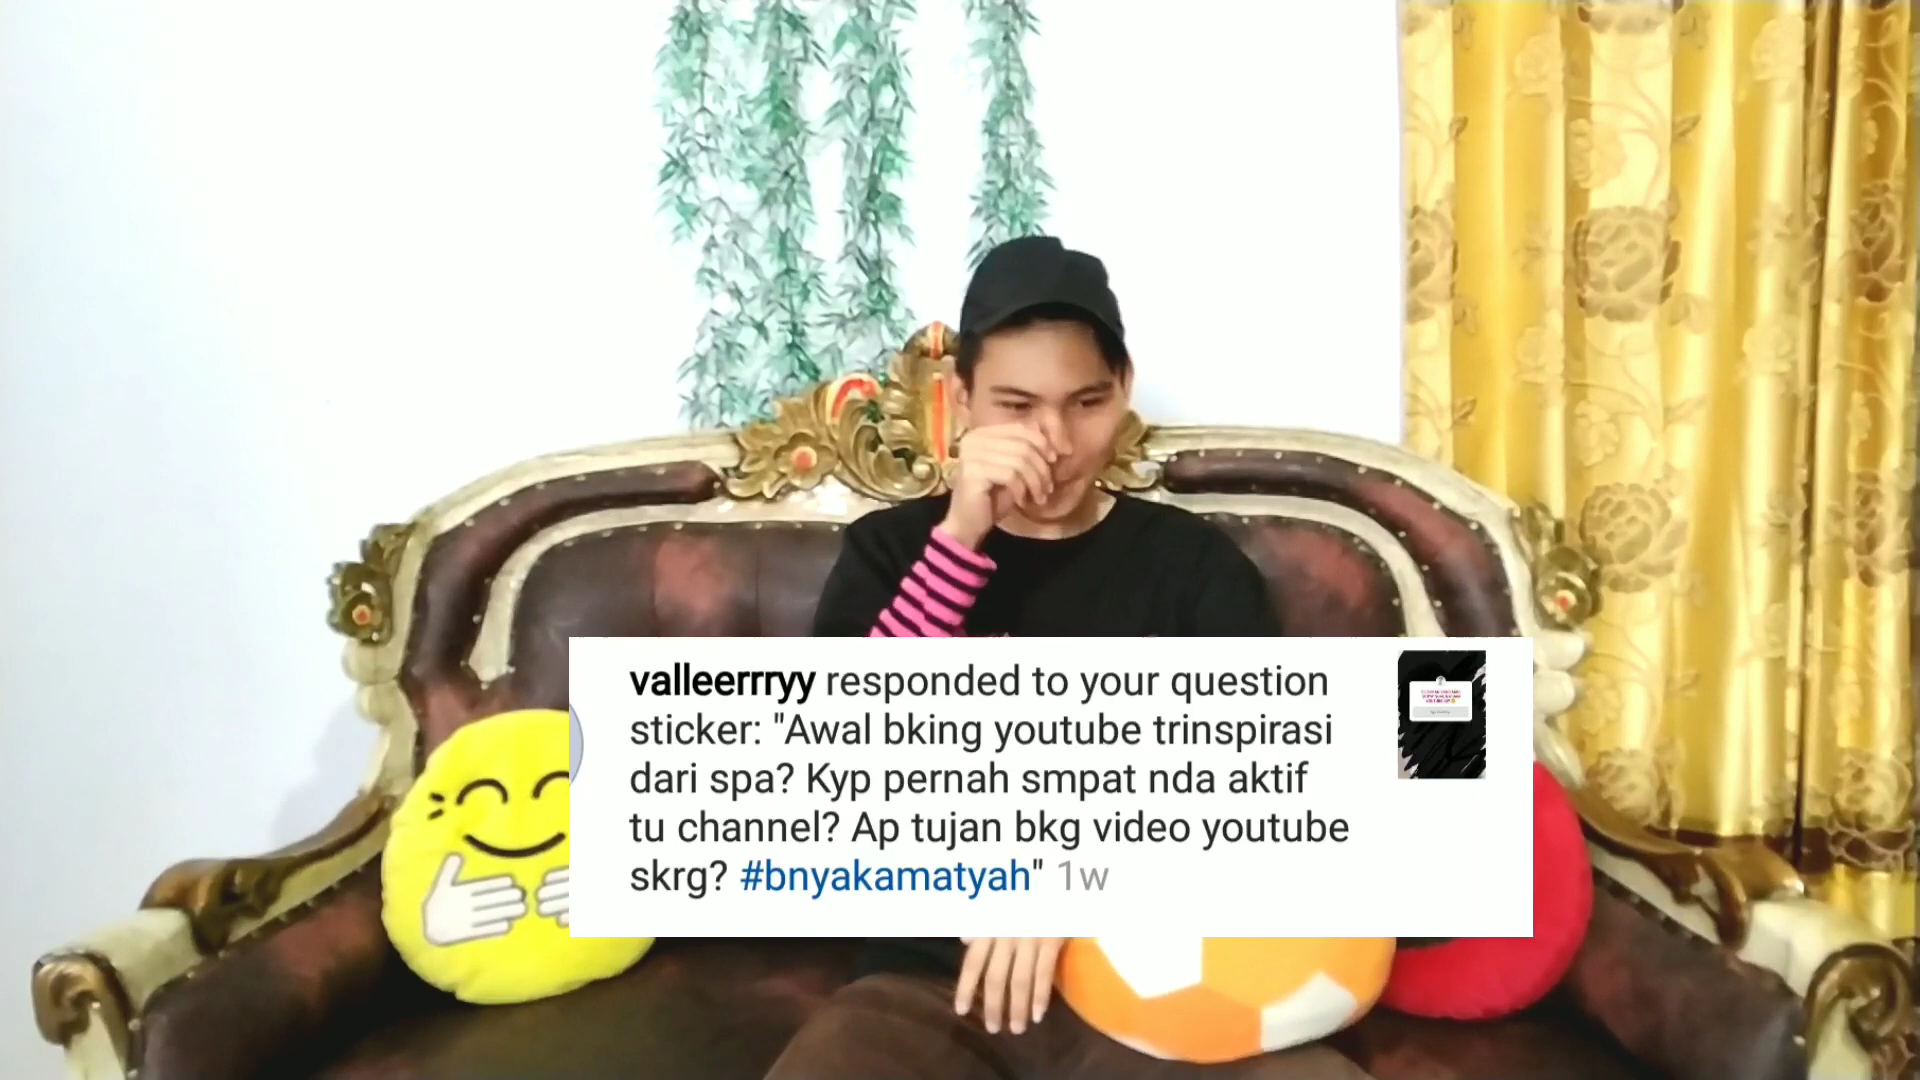 valleerrryy responded to your question
sticker: "Awal bking youtube trinspirasi
dari spa? Kyp pernah smpat nda aktif
tu channel? Ap tujan bkg video youtube
skrg? #bnyakamatyah" 1w